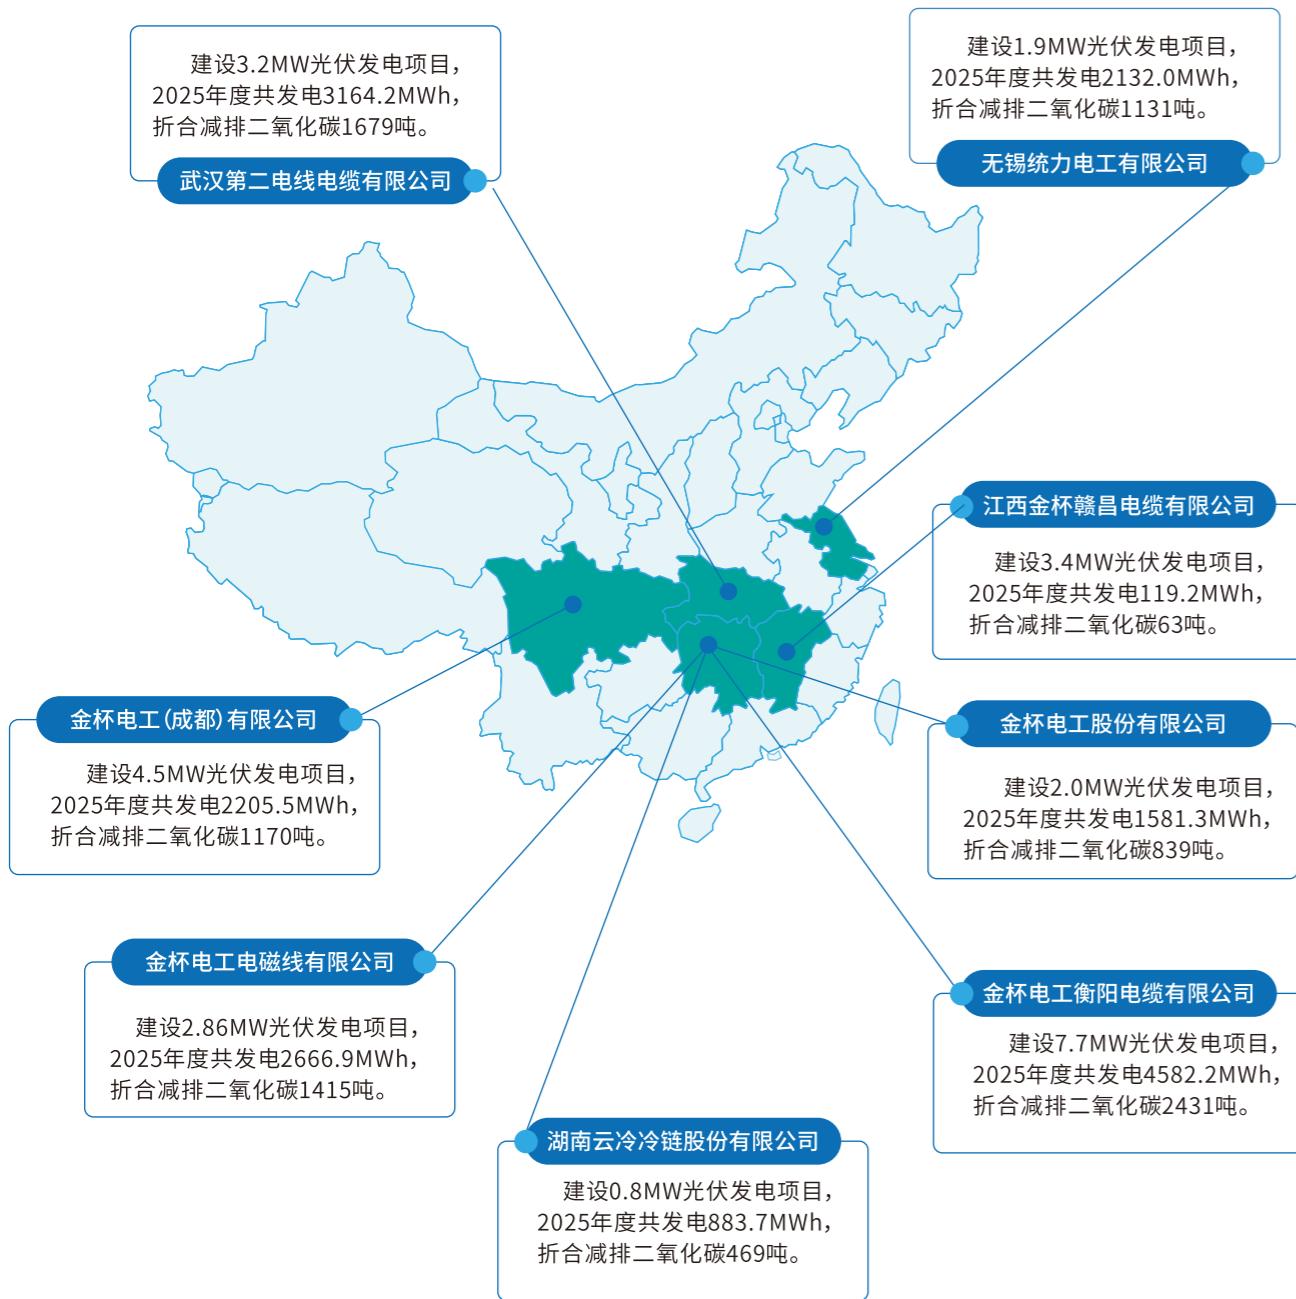 建设3.2MW光伏发电项目，
2025年度共发电3164.2MWh，
折合减排二氧化碳1679吨。
武汉第二电线电缆有限公司
建设1.9MW光伏发电项目，
2025年度共发电2132.0MWh，
折合减排二氧化碳1131吨。
无锡统力电工有限公司
江西金杯赣昌电缆有限公司
建设3.4MW光伏发电项目，
2025年度共发电119.2MWh，
折合减排二氧化碳63吨。
金杯电工（成都）有限公司
建设4.5MW光伏发电项目，
2025年度共发电2205.5MWh，
折合减排二氧化碳1170吨。
金杯电工股份有限公司
建设2.0MW光伏发电项目，
2025年度共发电1581.3MWh，
折合减排二氧化碳839吨。
金杯电工电磁线有限公司
建设2.86MW光伏发电项目，
2025年度共发电2666.9MWh，
折合减排二氧化碳1415吨。
金杯电工衡阳电缆有限公司
建设7.7MW光伏发电项目，
2025年度共发电4582.2MWh，
折合减排二氧化碳2431吨。
湖南云冷冷链股份有限公司
建设0.8MW光伏发电项目，
2025年度共发电883.7MWh，
折合减排二氧化碳469吨。